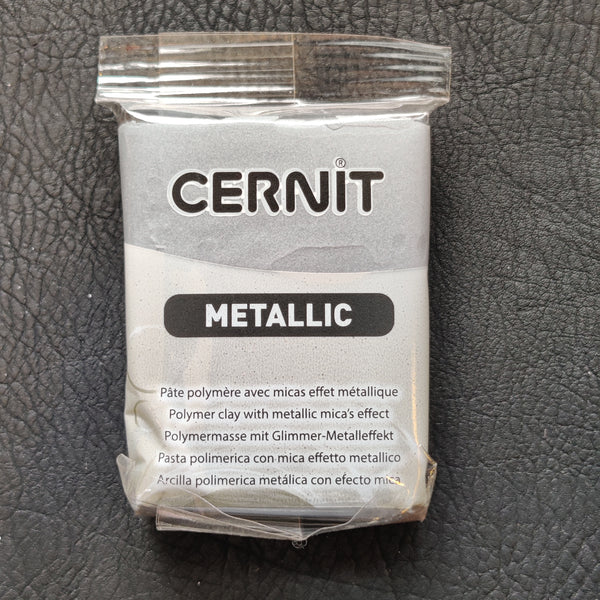 CERNIT®
METALLIC
Pâte polymère avec micas effet métallique
Polymer clay with metallic mica's effect
Polymermasse mit Glimmer-Metalleffekt
Pasta polimerica con mica effetto metallico
Arcilla polimerica metálica con efecto mica